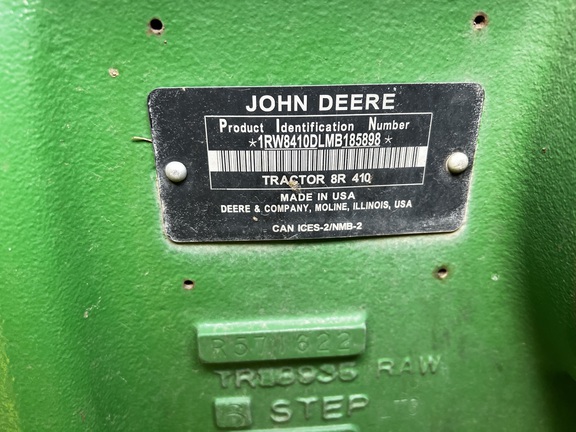 JOHN DEERE
Product Identification Number
*1RW8410DLMB185898*
TRACTOR 8R 410
MADE IN USA
DEERE & COMPANY, MOLINE, ILLINOIS, USA
CAN ICES-2/NMB-2
RAW
STEP